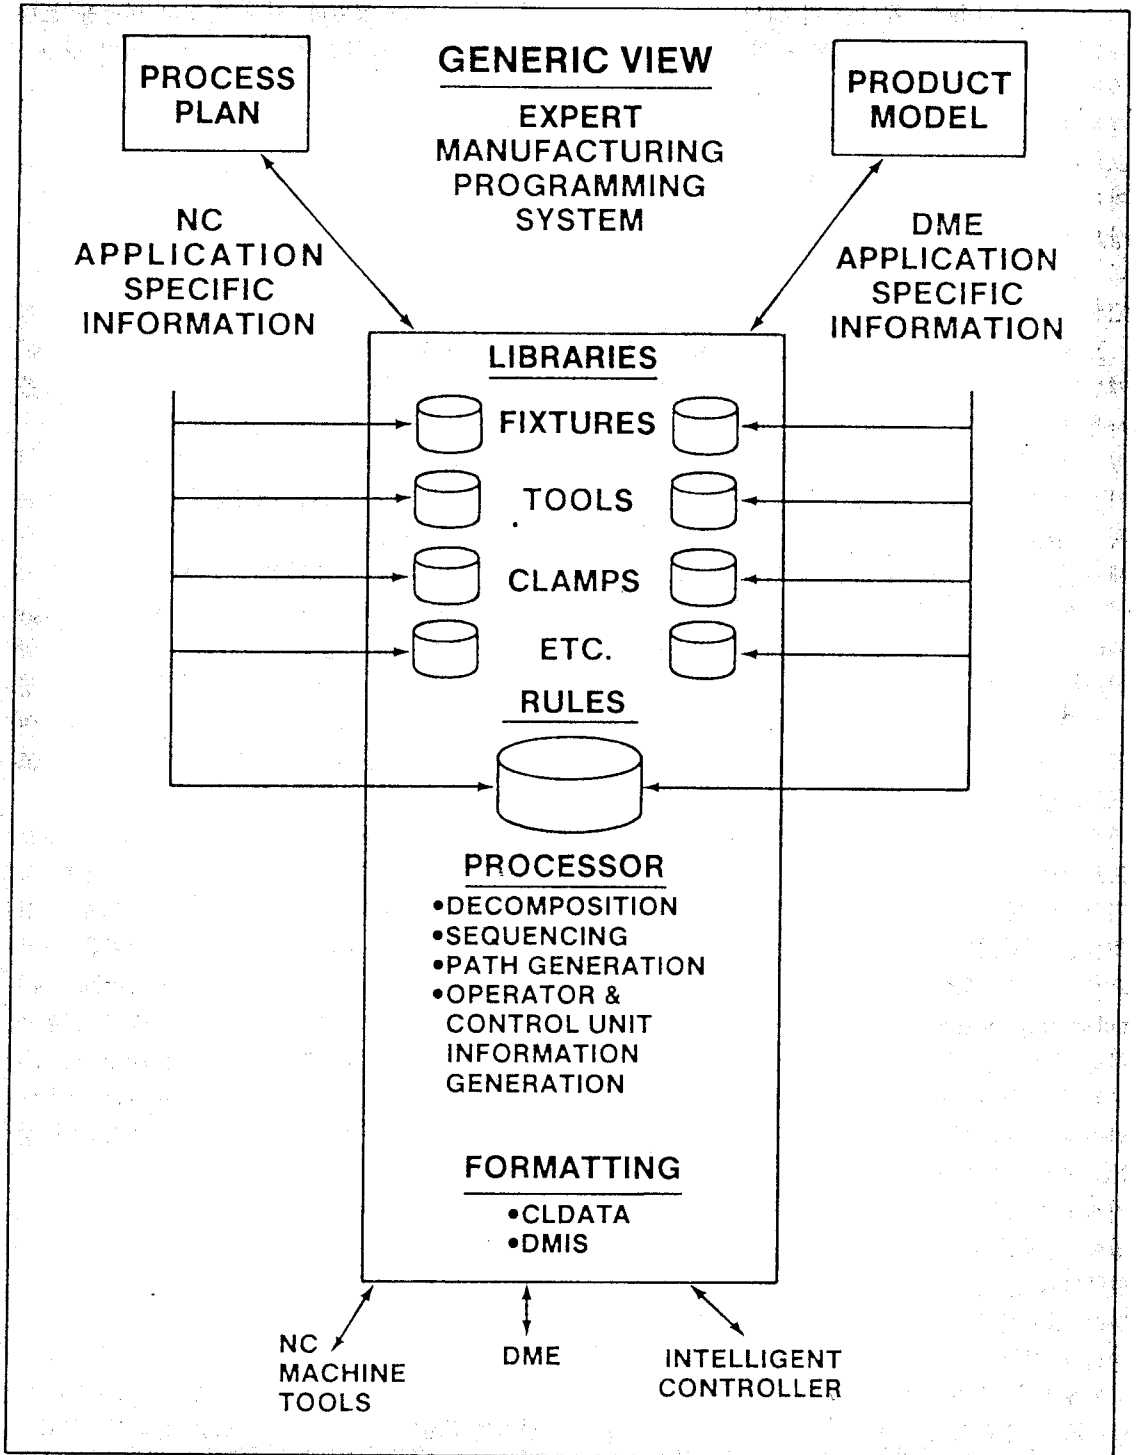 PROCESS
PLAN
GENERIC VIEW
EXPERT
MANUFACTURING
PROGRAMMING
SYSTEM
PRODUCT
MODEL
NC
APPLICATION
SPECIFIC
INFORMATION
DME
APPLICATION
SPECIFIC
INFORMATION
LIBRARIES
FIXTURES
TOOLS
CLAMPS
ETC.
RULES
PROCESSOR
•DECOMPOSITION
•SEQUENCING
•PATH GENERATION
•OPERATOR &
CONTROL UNIT
INFORMATION
GENERATION
FORMATTING
•CLDATA
•DMIS
NC
MACHINE
TOOLS
DME
INTELLIGENT
CONTROLLER